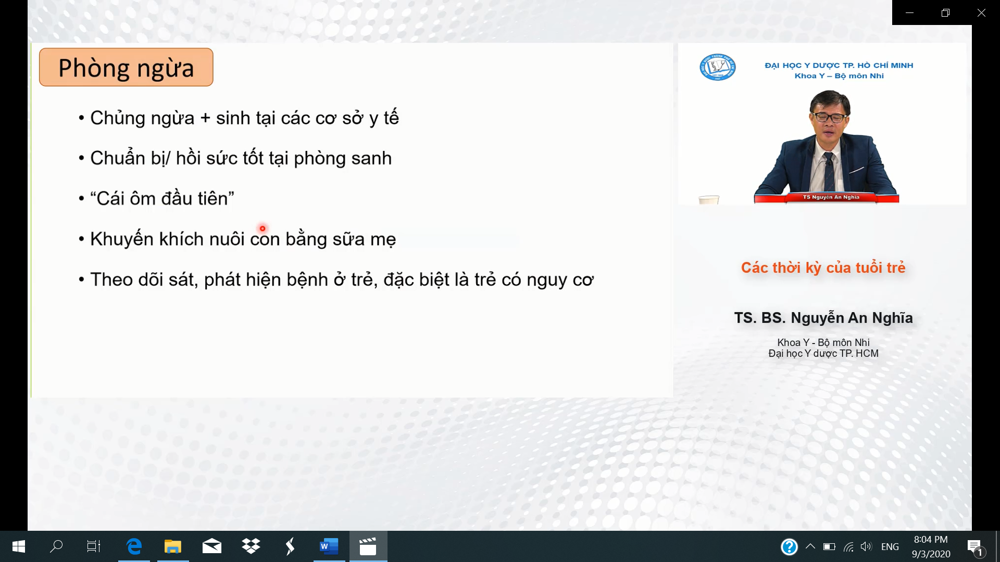 Phòng ngừa
• Chủng ngừa + sinh tại các cơ sở y tế
• Chuẩn bị/ hồi sức tốt tại phòng sanh
• “Cái ôm đầu tiên”
• Khuyến khích nuôi con bằng sữa mẹ
• Theo dõi sát, phát hiện bệnh ở trẻ, đặc biệt là trẻ có nguy cơ
ĐẠI HỌC Y DƯỢC TP. HỒ CHÍ MINH
Khoa Y – Bộ môn Nhi
TS Nguyễn An Nghĩa
Các thời kỳ của tuổi trẻ
TS. BS. Nguyễn An Nghĩa
Khoa Y - Bộ môn Nhi
Đại học Y dược TP. HCM
W
ENG
8:04 PM
9/3/2020
1